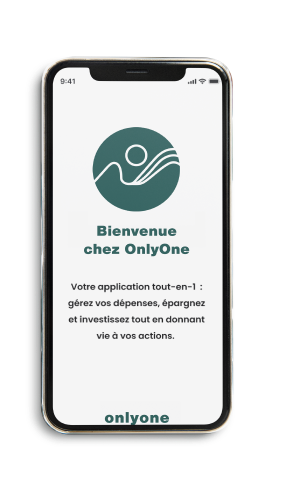 9:41
Bienvenue
chez OnlyOne
Votre application tout-en-1 :
gérez vos dépenses, épargnez
et investissez tout en donnant
vie à vos actions.
onlyone